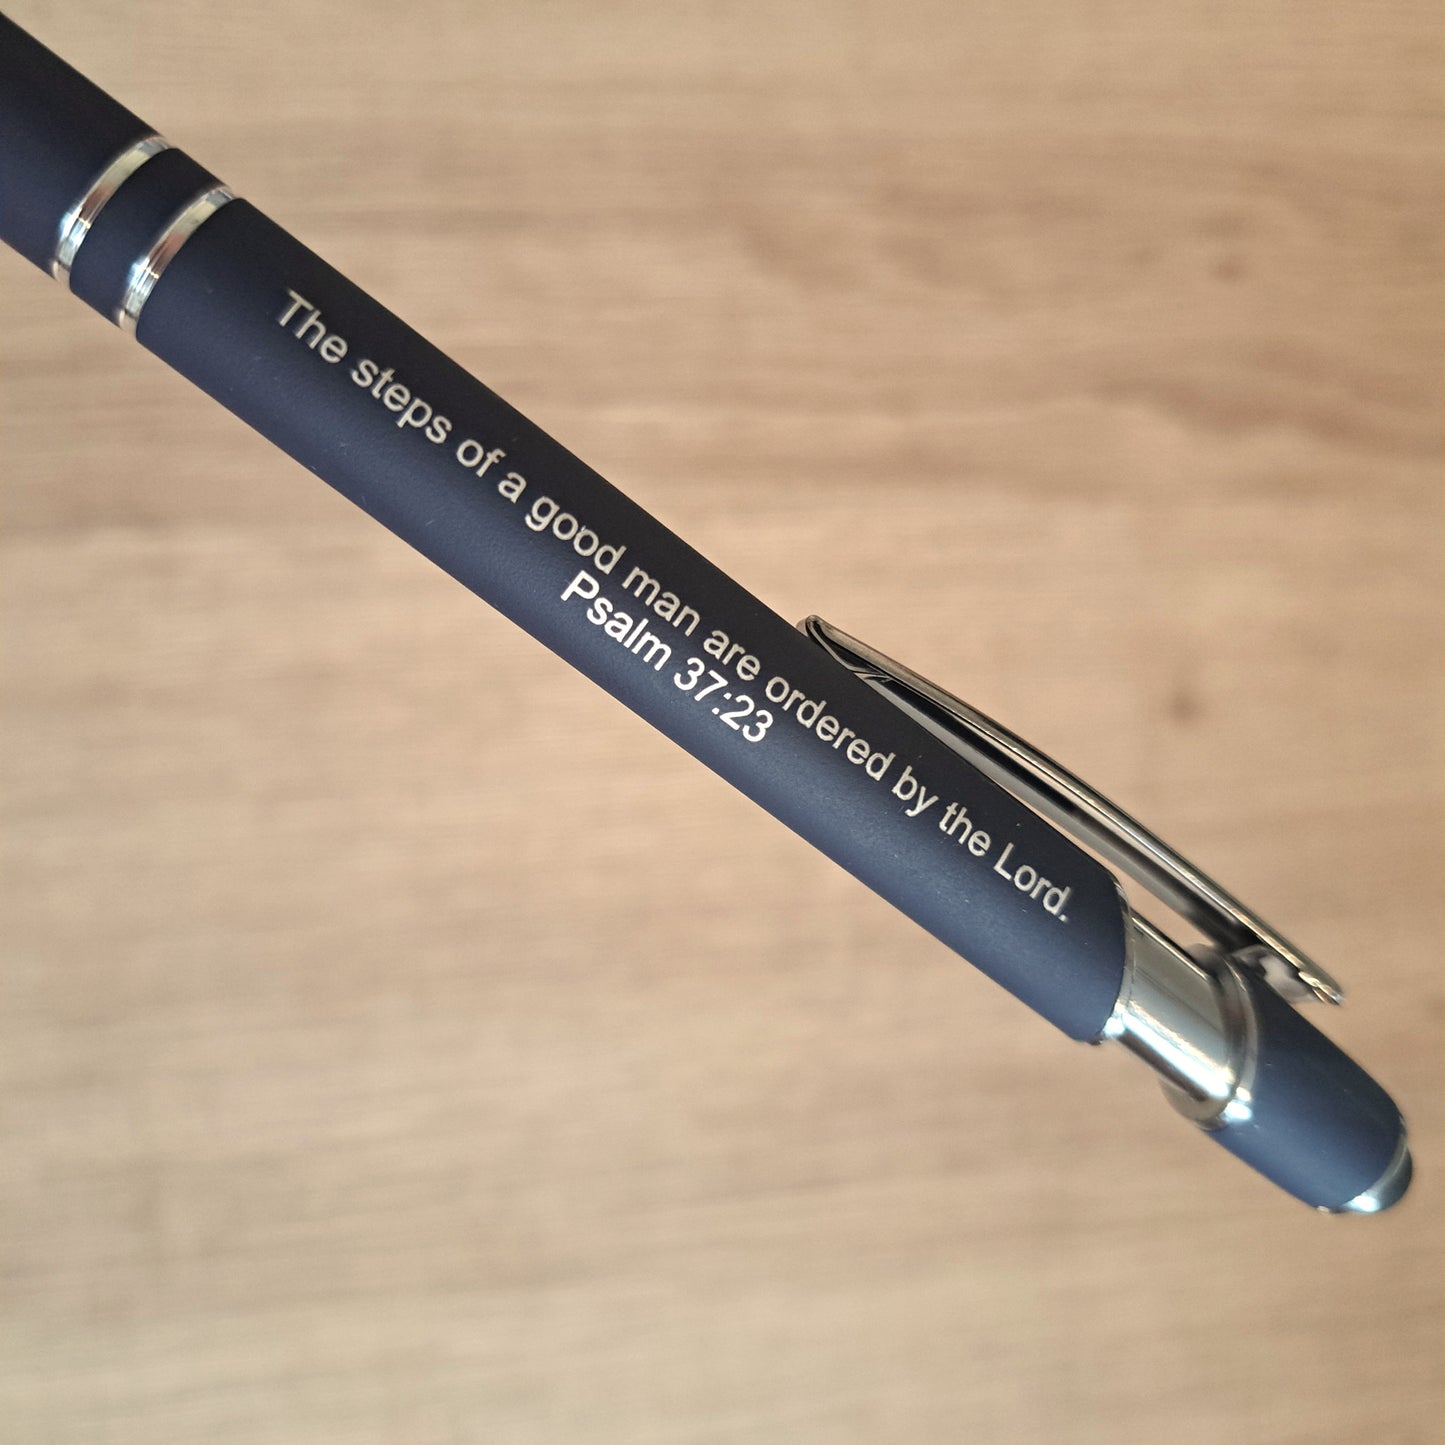 The steps of a good man are ordered by the Lord.
Psalm 37:23